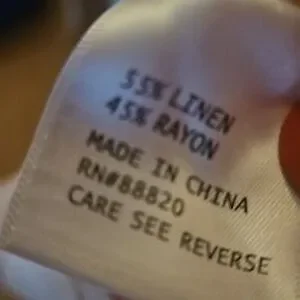 55% LINEN
45% RAYON
MADE IN CHINA
RN#88820
CARE SEE REVERSE